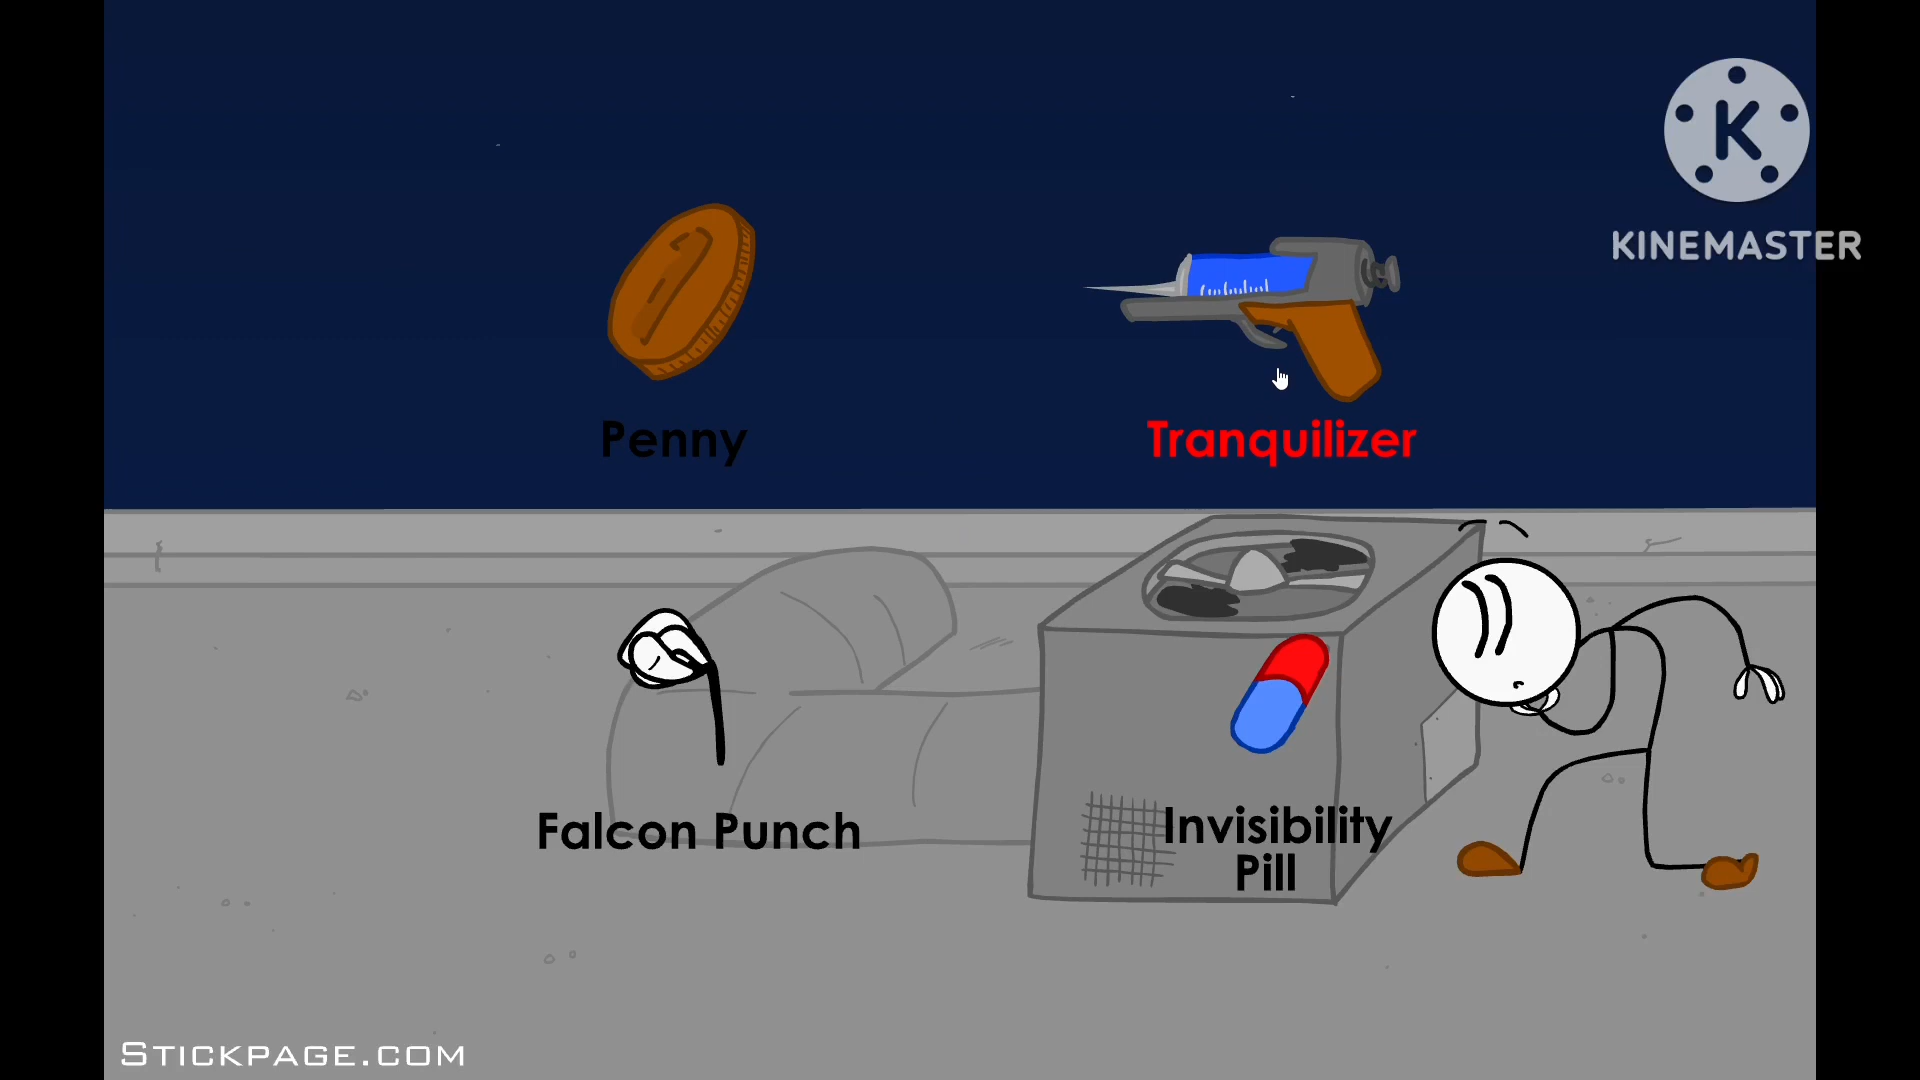 K
KINEMASTER
Penny
Tranquilizer
Falcon Punch
Invisibility
Pill
STICKPAGE.COM